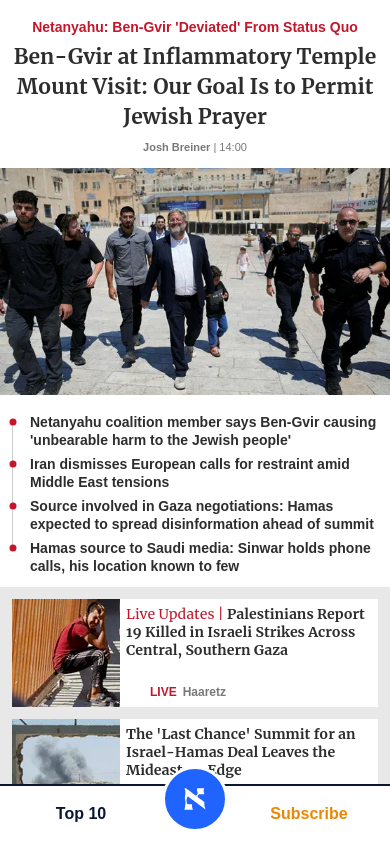 Netanyahu: Ben-Gvir 'Deviated' From Status Quo
Ben-Gvir at Inflammatory Temple
Mount Visit: Our Goal Is to Permit
Jewish Prayer
Josh Breiner | 14:00
Netanyahu coalition member says Ben-Gvir causing
'unbearable harm to the Jewish people'
Iran dismisses European calls for restraint amid
Middle East tensions
Source involved in Gaza negotiations: Hamas
expected to spread disinformation ahead of summit
Hamas source to Saudi media: Sinwar holds phone
calls, his location known to few
Live Updates | Palestinians Report
19 Killed in Israeli Strikes Across
Central, Southern Gaza
LIVE Haaretz
The 'Last Chance' Summit for an
Israel-Hamas Deal Leaves the
Mideast Edge
Top 10
Subscribe